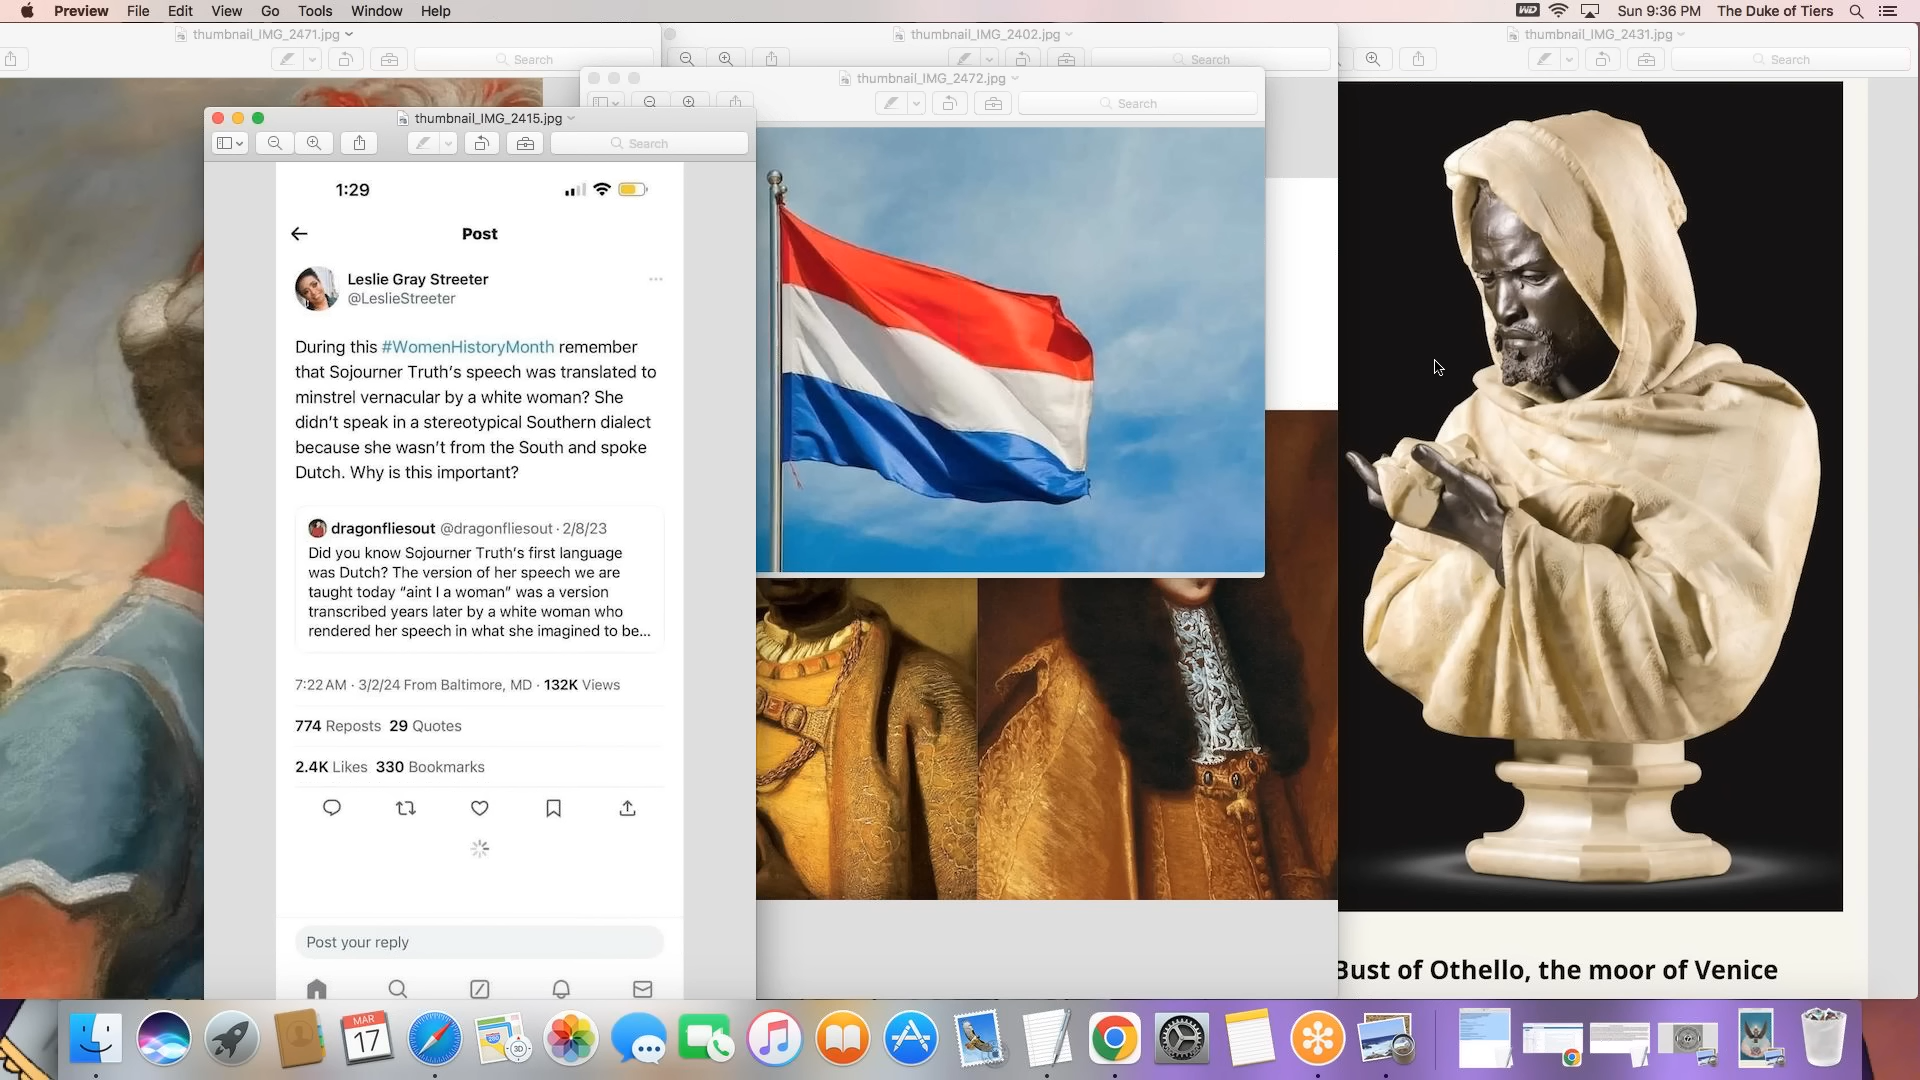 Preview File Edit View Go Tools Window Help
WD Sun 9:36 PM The Duke of Tiers
thumbnail_IMG_2471.jpg
Search
thumbnail_IMG_2402.jpg
Search
thumbnail_IMG_2431.jpg
Search
thumbnail_IMG_2472.jpg
Search
thumbnail_IMG_2415.jpg
Search
1:29
Post
Leslie Gray Streeter
@LeslieStreeter
During this #WomenHistoryMonth remember
that Sojourner Truth's speech was translated to
minstrel vernacular by a white woman? She
didn't speak in a stereotypical Southern dialect
because she wasn't from the South and spoke
Dutch. Why is this important?
dragonfliesout @dragonfliesout · 2/8/23
Did you know Sojourner Truth's first language
was Dutch? The version of her speech we are
taught today "aint I a woman" was a version
transcribed years later by a white woman who
rendered her speech in what she imagined to be...
7:22 AM · 3/2/24 From Baltimore, MD · 132K Views
774 Reposts 29 Quotes
2.4K Likes 330 Bookmarks
Post your reply
Bust of Othello, the moor of Venice
MAR
17
3D